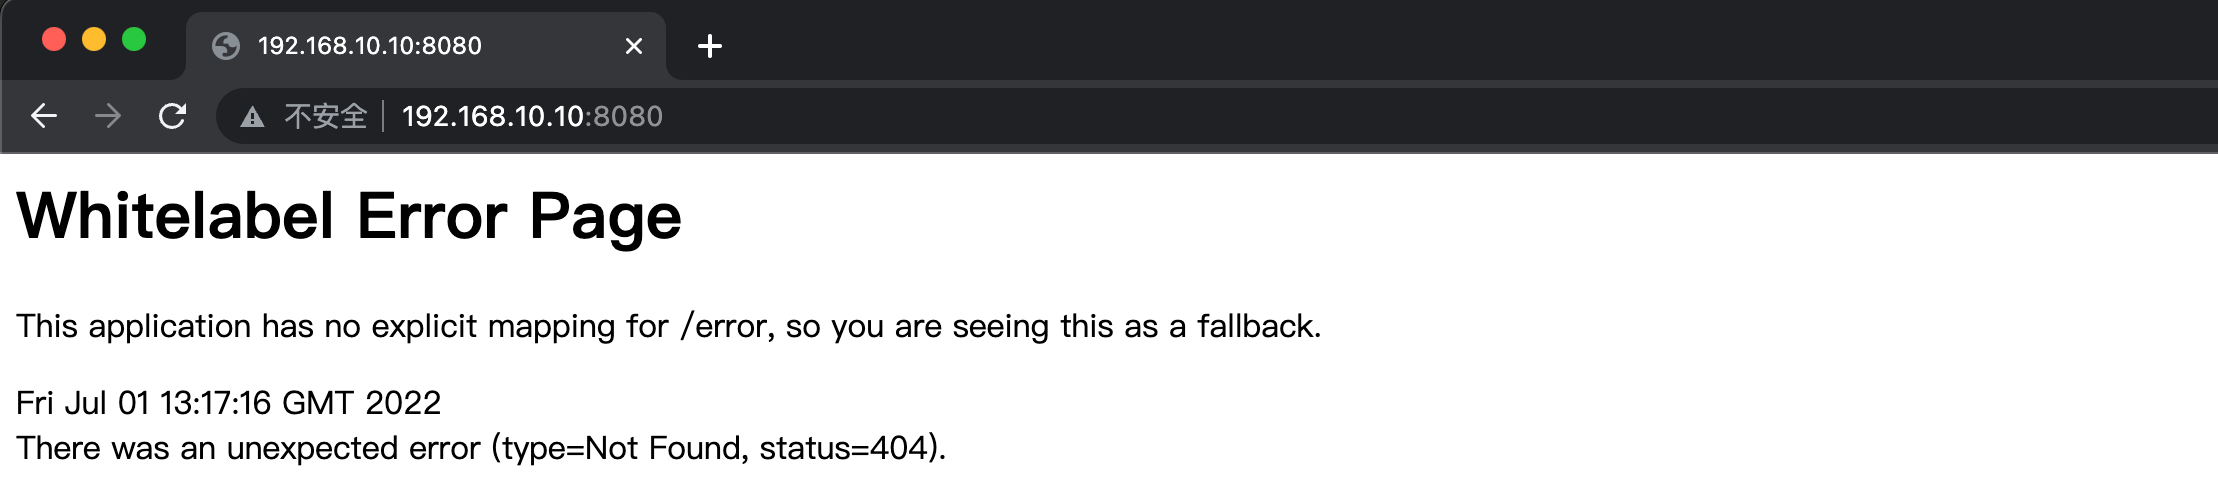 192.168.10.10:8080
不安全 192.168.10.10:8080
Whitelabel Error Page
This application has no explicit mapping for /error, so you are seeing this as a fallback.
Fri Jul 01 13:17:16 GMT 2022
There was an unexpected error (type=Not Found, status=404).